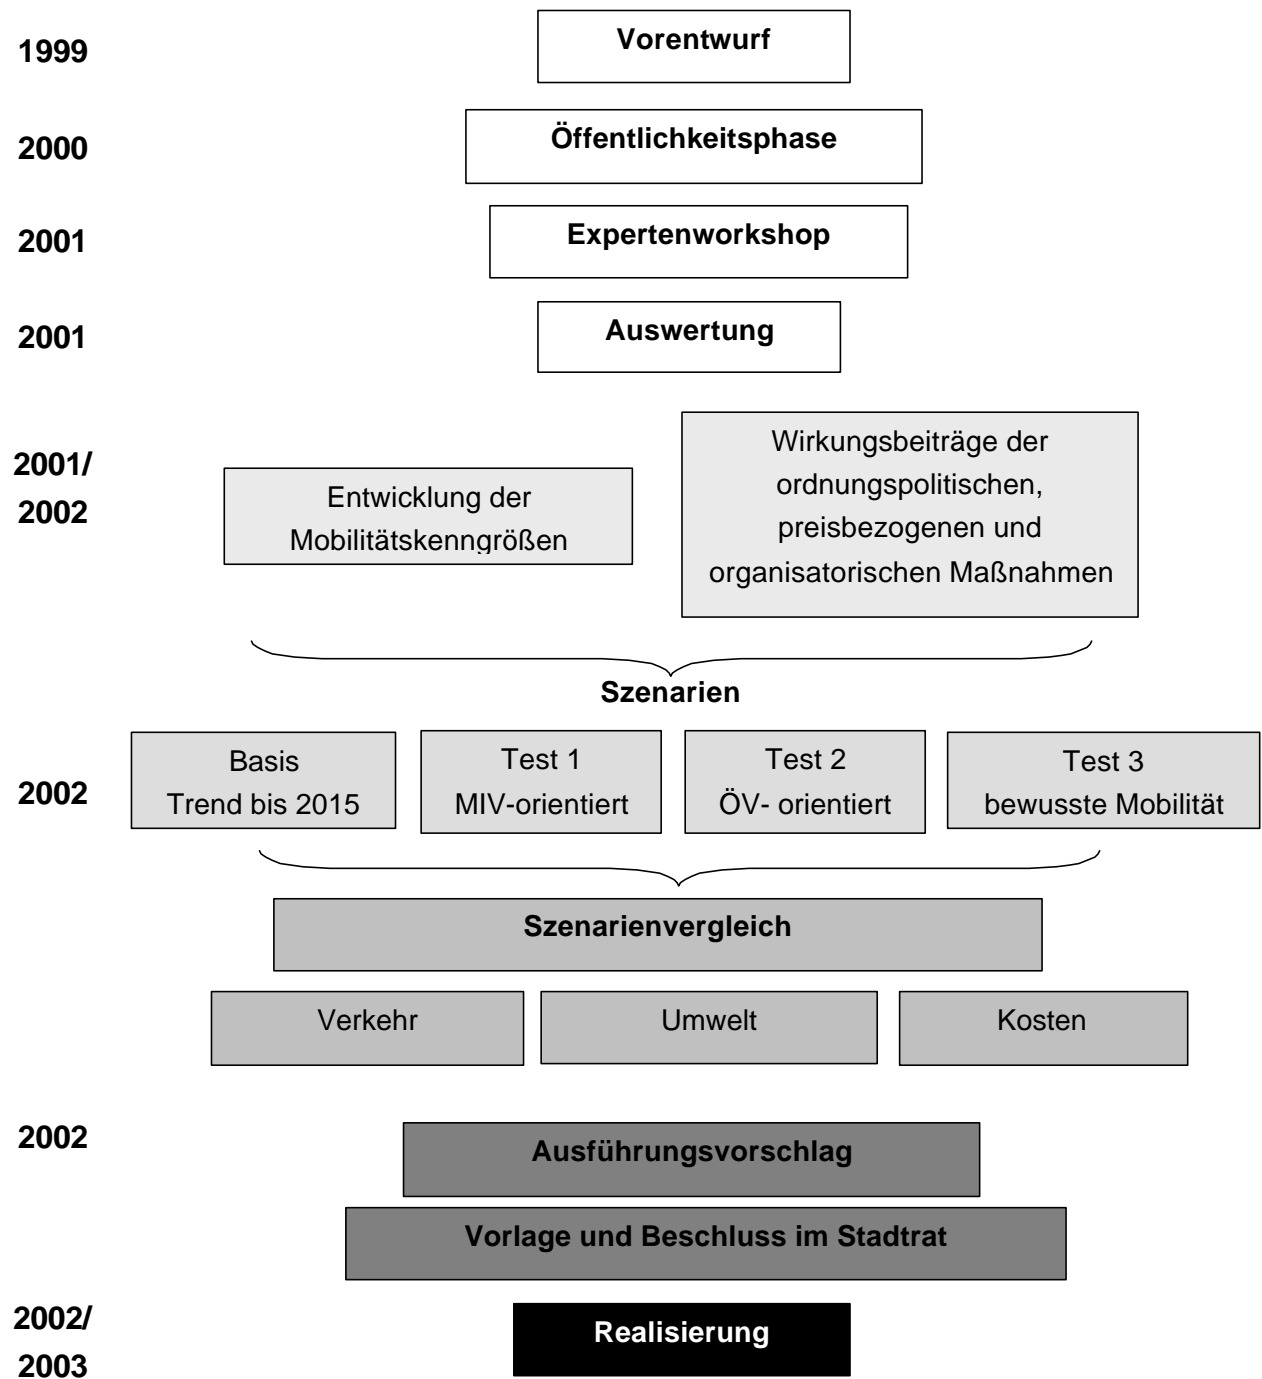 1999
Vorentwurf
2000
Öffentlichkeitsphase
2001
Expertenworkshop
2001
Auswertung
2001/
2002
Entwicklung der
Mobilitätskenngrößen
Wirkungsbeiträge der
ordnungspolitischen,
preisbezogenen und
organisatorischen Maßnahmen
Szenarien
2002
Basis
Trend bis 2015
Test 1
MIV-orientiert
Test 2
ÖV- orientiert
Test 3
bewusste Mobilität
Szenarienvergleich
Verkehr
Umwelt
Kosten
2002
Ausführungsvorschlag
Vorlage und Beschluss im Stadtrat
2002/
2003
Realisierung